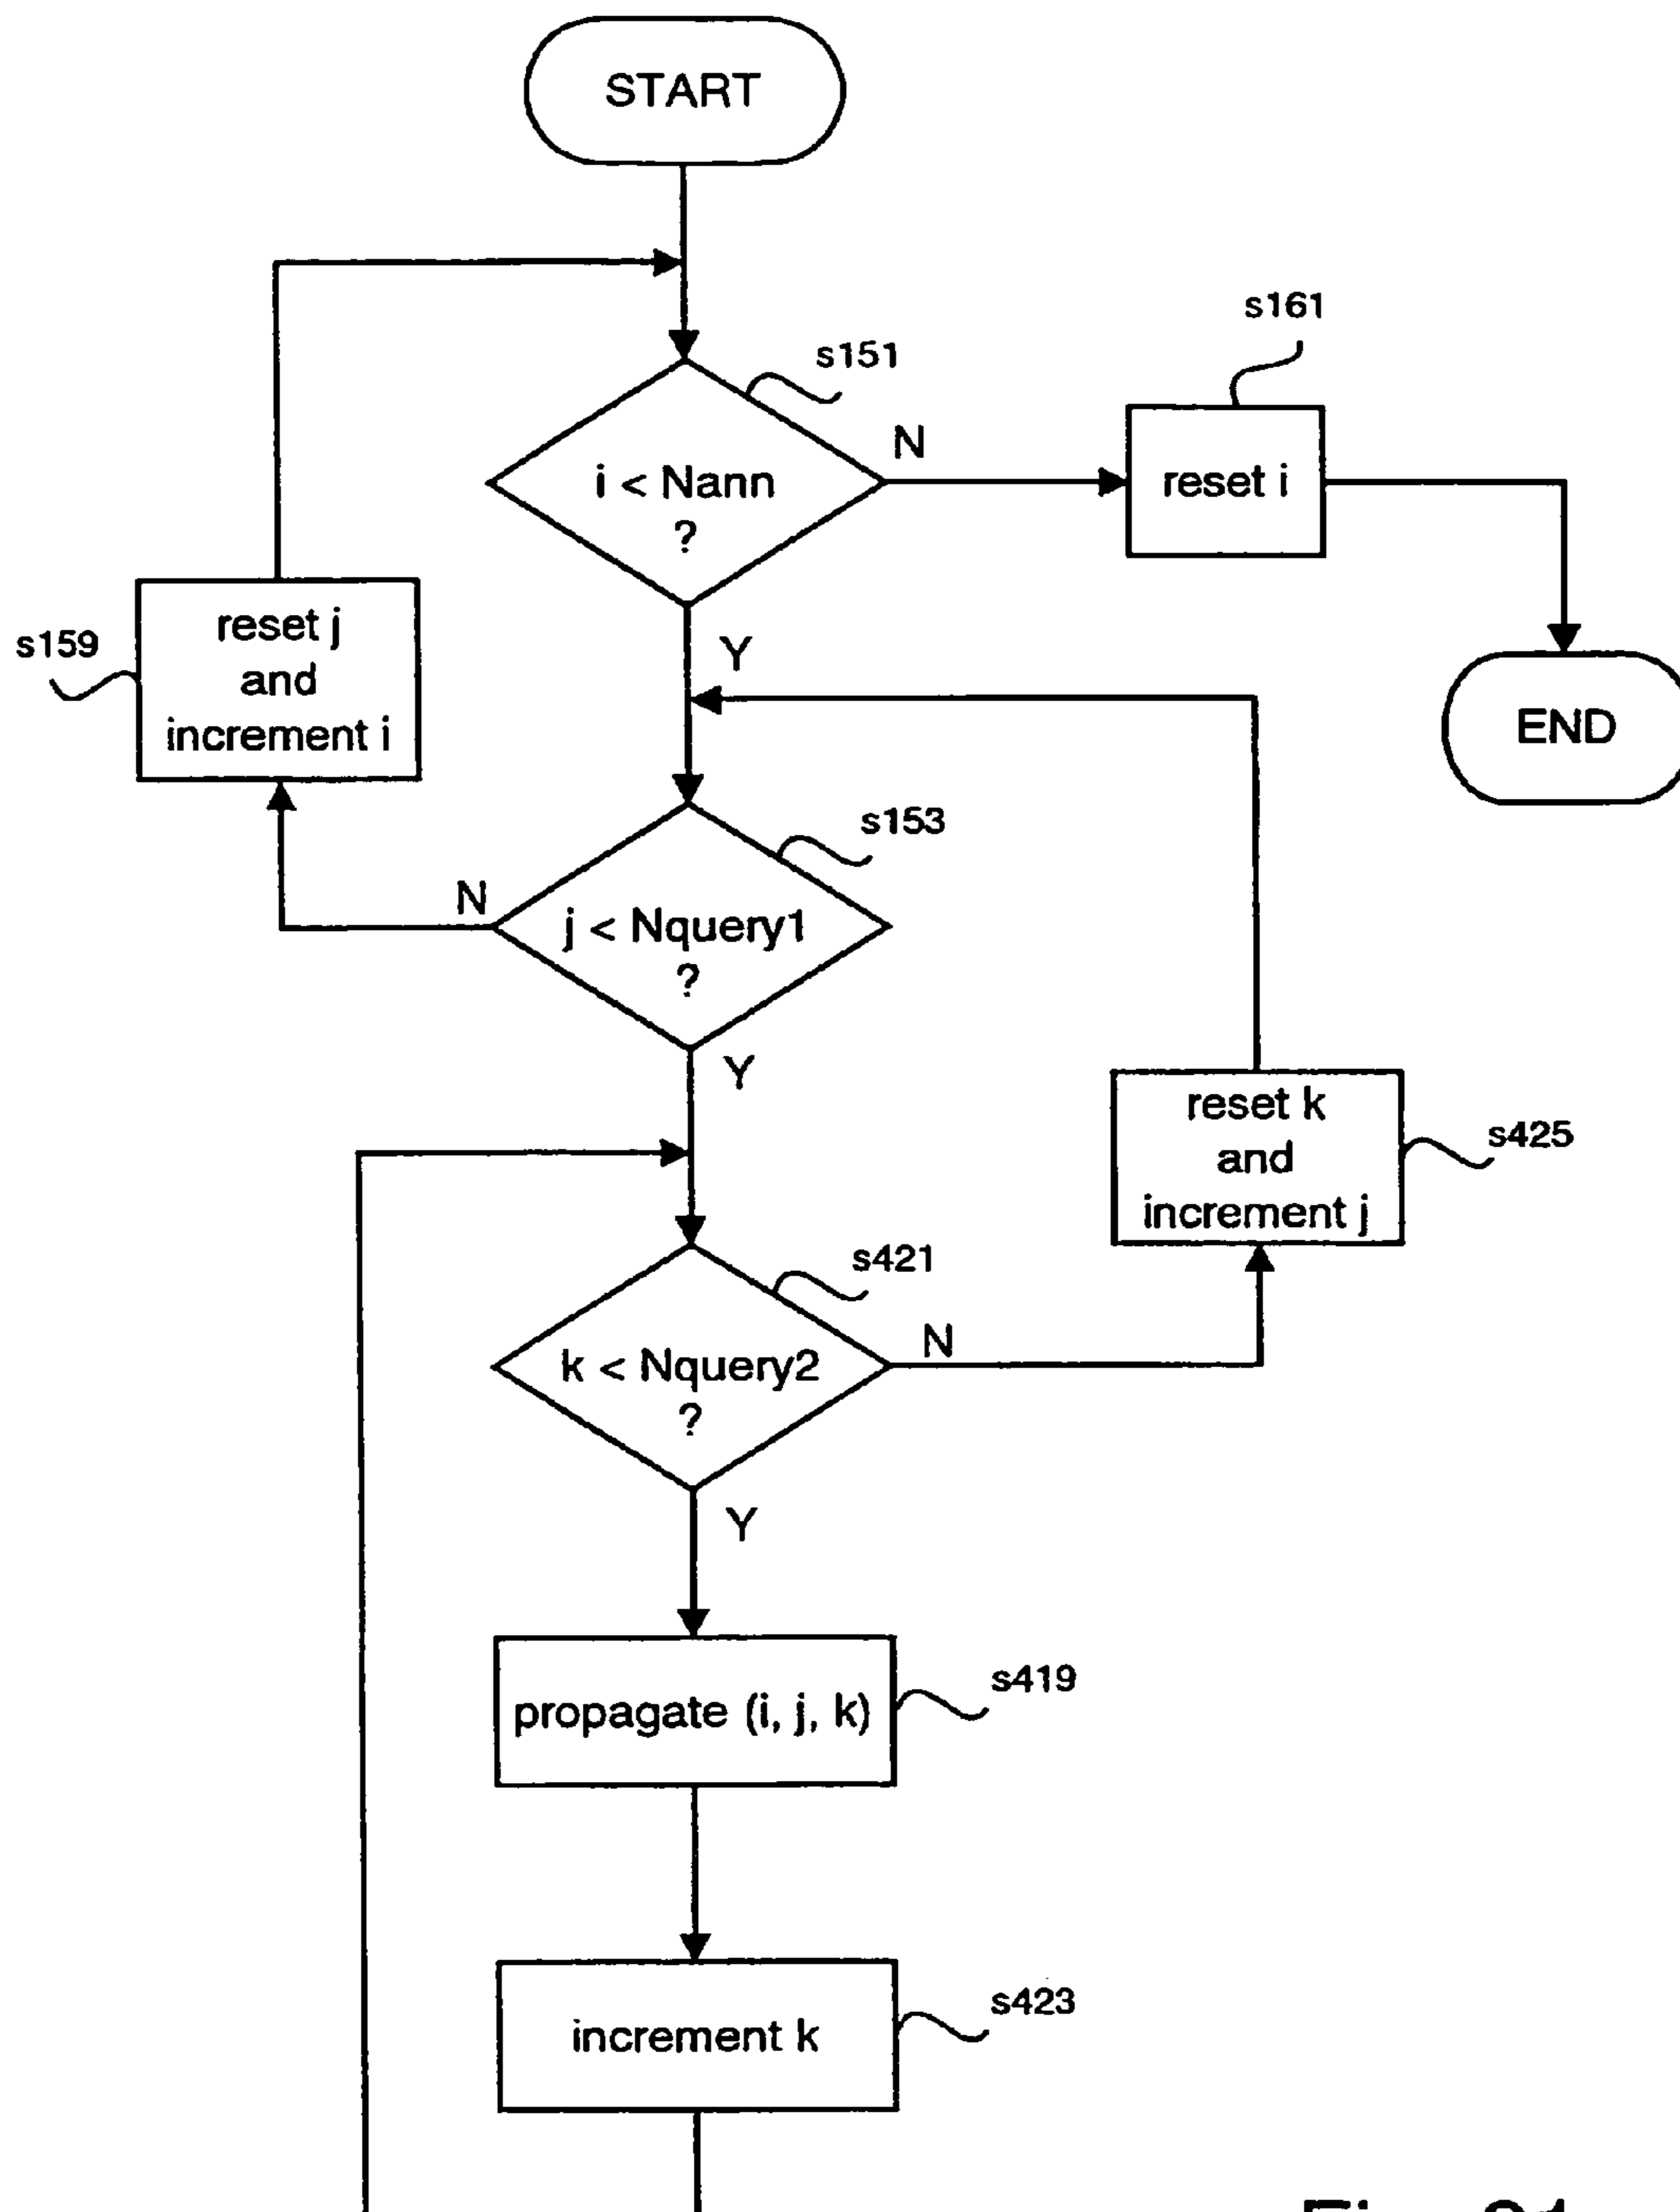 START
s151
s161
i < Nann
?
N
reset i
Y
s159
reset j
and
increment i
END
s153
N
j < Nquery1
?
Y
reset k
and
increment j
s425
s421
k < Nquery2
?
N
Y
propagate (i, j, k)
s419
increment k
s423